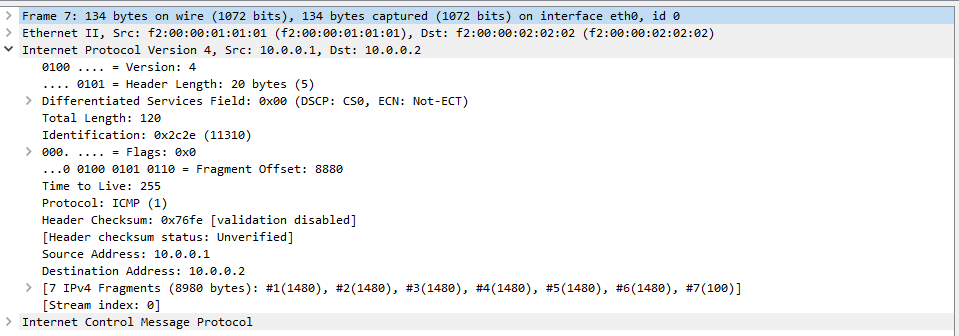 Frame 7: 134 bytes on wire (1072 bits), 134 bytes captured (1072 bits) on interface eth0, id 0
Ethernet II, Src: f2:00:00:01:01:01 (f2:00:00:01:01:01), Dst: f2:00:00:02:02:02 (f2:00:00:02:02:02)
Internet Protocol Version 4, Src: 10.0.0.1, Dst: 10.0.0.2
0100 .... = Version: 4
.... 0101 = Header Length: 20 bytes (5)
Differentiated Services Field: 0x00 (DSCP: CS0, ECN: Not-ECT)
Total Length: 120
Identification: 0x2c2e (11310)
000. .... = Flags: 0x0
...0 0100 0101 0110 = Fragment Offset: 8880
Time to Live: 255
Protocol: ICMP (1)
Header Checksum: 0x76fe [validation disabled]
[Header checksum status: Unverified]
Source Address: 10.0.0.1
Destination Address: 10.0.0.2
[7 IPv4 Fragments (8980 bytes): #1(1480), #2(1480), #3(1480), #4(1480), #5(1480), #6(1480), #7(100)]
[Stream index: 0]
Internet Control Message Protocol